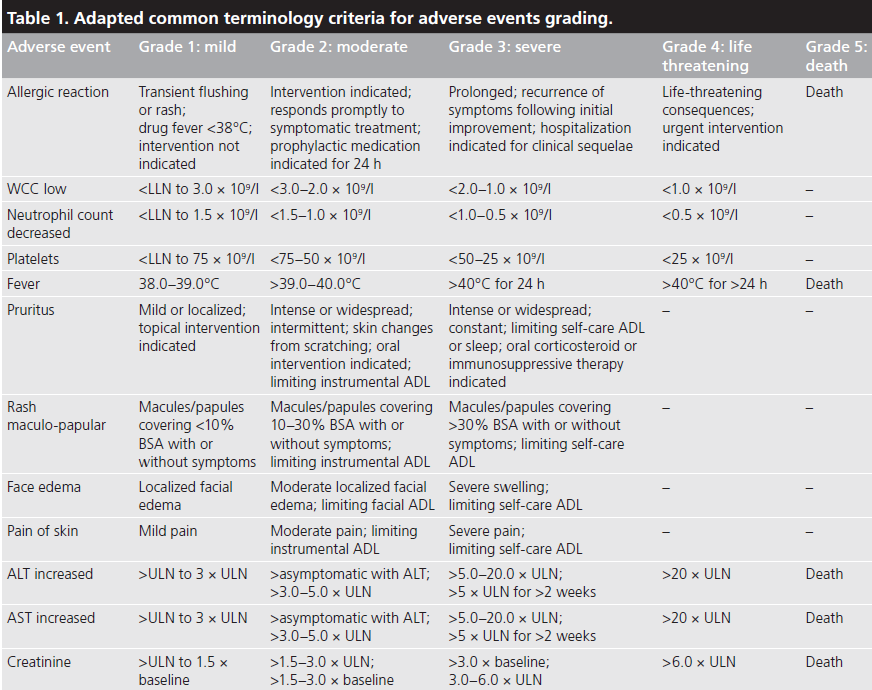 Table 1. Adapted common terminology criteria for adverse events grading.
Adverse event Grade 1: mild Grade 2: moderate Grade 3: severe Grade 4: life threatening Grade 5: death
Allergic reaction
Transient flushing
or rash;
drug fever <38°C;
intervention not
indicated
Intervention indicated;
responds promptly to
symptomatic treatment;
prophylactic medication
indicated for 24 h
Prolonged; recurrence of
symptoms following initial
improvement; hospitalization
indicated for clinical sequelae
Life-threatening
consequences;
urgent intervention
indicated
Death
WCC low <LLN to 3.0 × 10⁹/l <3.0–2.0 × 10⁹/l <2.0–1.0 × 10⁹/l <1.0 × 10⁹/l –
Neutrophil count
decreased
<LLN to 1.5 × 10⁹/l <1.5–1.0 × 10⁹/l <1.0–0.5 × 10⁹/l <0.5 × 10⁹/l –
Platelets <LLN to 75 × 10⁹/l <75–50 × 10⁹/l <50–25 × 10⁹/l <25 × 10⁹/l –
Fever 38.0–39.0°C >39.0–40.0°C >40°C for 24 h >40°C for >24 h Death
Pruritus
Mild or localized;
topical intervention
indicated
Intense or widespread;
intermittent; skin changes
from scratching; oral
intervention indicated;
limiting instrumental ADL
Intense or widespread;
constant; limiting self-care ADL
or sleep; oral corticosteroid or
immunosuppressive therapy
indicated
– –
Rash
maculo-papular
Macules/papules
covering <10%
BSA with or
without symptoms
Macules/papules covering
10–30% BSA with or
without symptoms;
limiting instrumental ADL
Macules/papules covering
>30% BSA with or without
symptoms; limiting self-care
ADL
– –
Face edema
Localized facial
edema
Moderate localized facial
edema; limiting facial ADL
Severe swelling;
limiting self-care ADL
– –
Pain of skin
Mild pain
Moderate pain; limiting
instrumental ADL
Severe pain;
limiting self-care ADL
– –
ALT increased
>ULN to 3 × ULN
>asymptomatic with ALT;
>3.0–5.0 × ULN
>5.0–20.0 × ULN;
>5 × ULN for >2 weeks
>20 × ULN
Death
AST increased
>ULN to 3 × ULN
>asymptomatic with ALT;
>3.0–5.0 × ULN
>5.0–20.0 × ULN;
>5 × ULN for >2 weeks
>20 × ULN
Death
Creatinine
>ULN to 1.5 ×
baseline
>1.5–3.0 × ULN;
>1.5–3.0 × baseline
>3.0 × baseline;
3.0–6.0 × ULN
>6.0 × ULN
Death